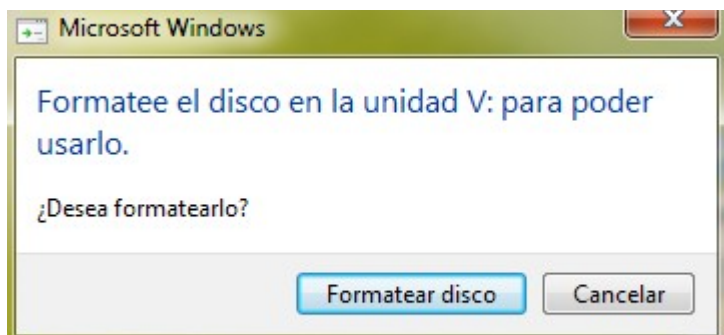 Microsoft Windows
Formatee el disco en la unidad V: para poder
usarlo.
¿Desea formatearlo?
Formatear disco Cancelar